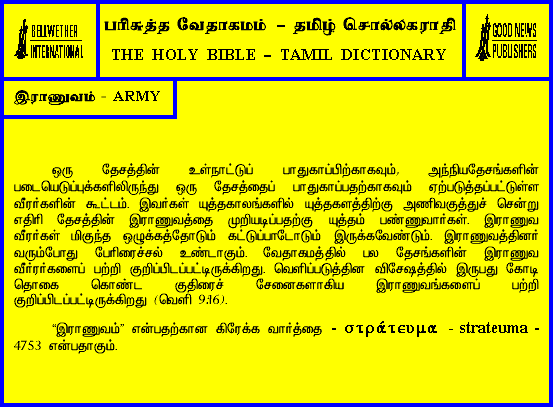 BELLWETHER
INTERNATIONAL
பரிசுத்த வேதாகமம் – தமிழ் சொல்லகராதி
THE HOLY BIBLE – TAMIL DICTIONARY
GOOD NEWS
PUBLISHERS
இராணுவம் - ARMY
ஒரு தேசத்தின் உள்நாட்டுப் பாதுகாப்பிற்காகவும், அந்நியதேசங்களின்
படையெடுப்புக்களிலிருந்து ஒரு தேசத்தைப் பாதுகாப்பதற்காகவும் ஏற்படுத்தப்பட்டுள்ள
வீரர்களின் கூட்டம். இவர்கள் யுத்தகாலங்களில் யுத்தகளத்திற்கு அணிவகுத்துச் சென்று
எதிரி தேசத்தின் இராணுவத்தை முறியடிப்பதற்கு யுத்தம் பண்ணுவார்கள். இராணுவ
வீரர்கள் மிகுந்த ஒழுக்கத்தோடும் கட்டுப்பாடோடும் இருக்கவேண்டும். இராணுவத்தினர்
வரும்போது பேரிரைச்சல் உண்டாகும். வேதாகமத்தில் பல தேசங்களின் இராணுவ
வீரர்களைப் பற்றி குறிப்பிடப்பட்டிருக்கிறது. வெளிப்படுத்தின விசேஷத்தில் இருபது கோடி
தொகை கொண்ட குதிரைச் சேனைகளாகிய இராணுவங்களைப் பற்றி
குறிப்பிடப்பட்டிருக்கிறது (வெளி 9:16).
“இராணுவம்” என்பதற்கான கிரேக்க வார்த்தை - στράτευμα - strateuma -
4753 என்பதாகும்.